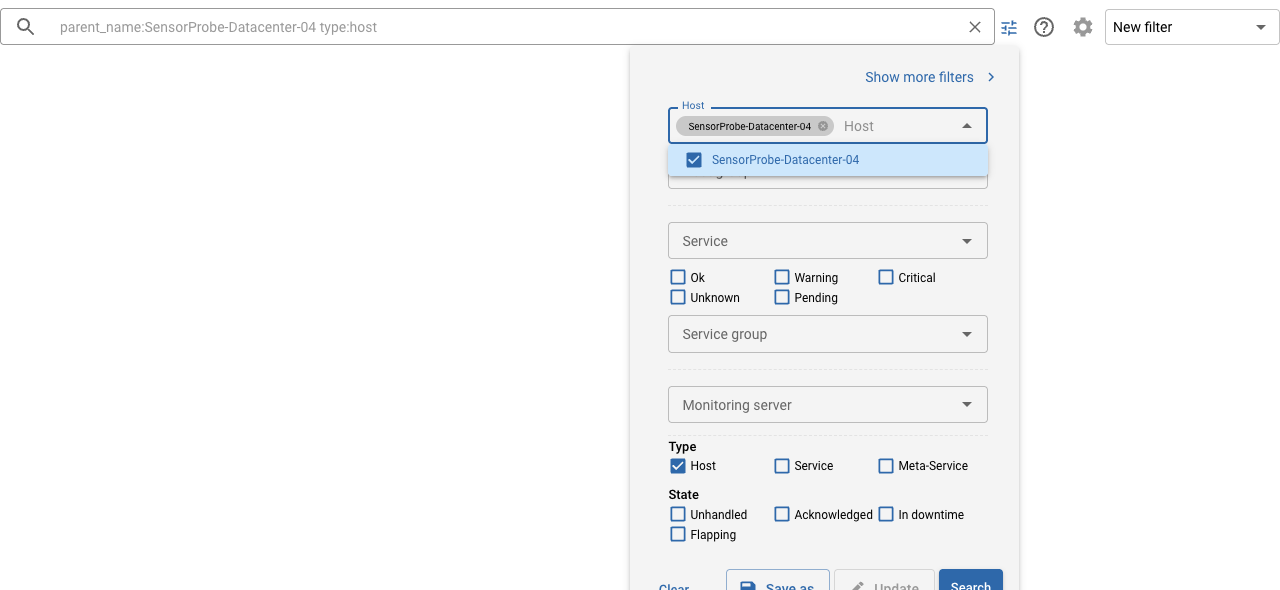 parent_name:SensorProbe-Datacenter-04 type:host
New filter
Show more filters
Host
SensorProbe-Datacenter-04 Host
SensorProbe-Datacenter-04
Service
Ok Warning Critical
Unknown Pending
Service group
Monitoring server
Type
Host Service Meta-Service
State
Unhandled Acknowledged In downtime
Flapping
Clear Save as Update Search